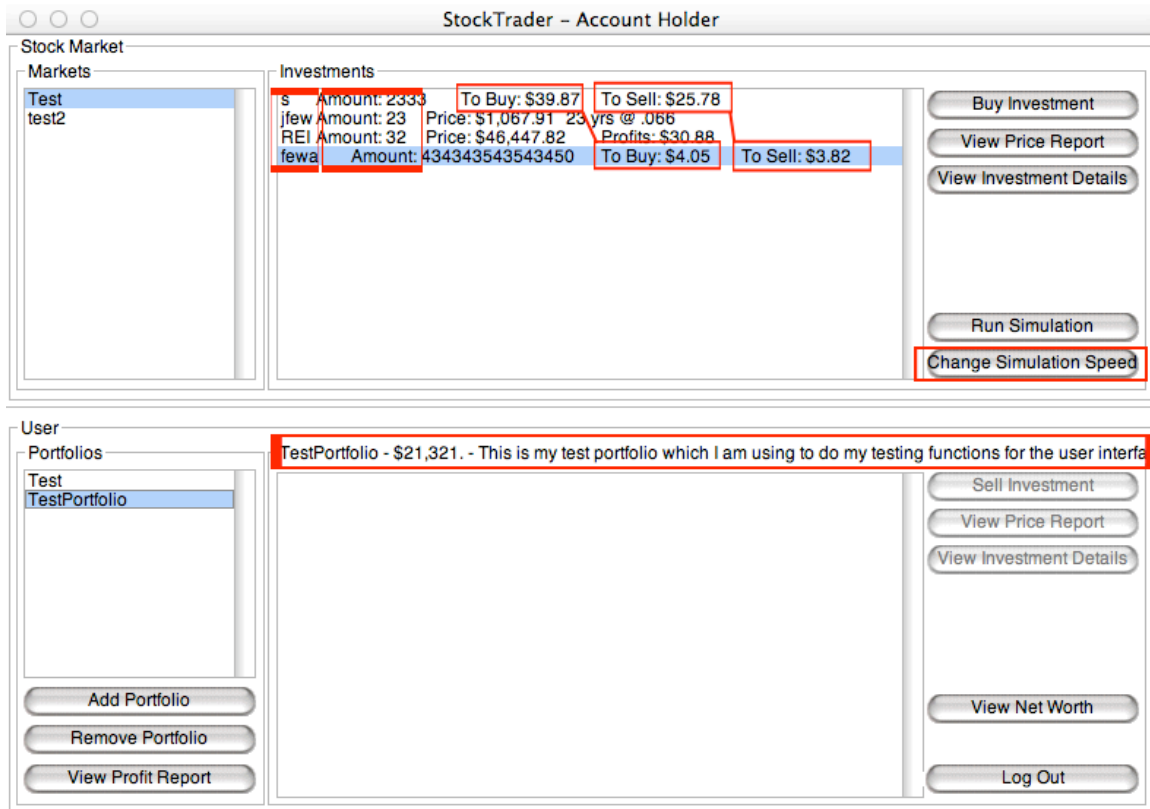 StockTrader – Account Holder
Stock Market
Markets
Test
test2
Investments
s Amount: 2333 To Buy: $39.87 To Sell: $25.78
jfew Amount: 23 Price: $1,067.91 23 yrs @ .066
REI Amount: 32 Price: $46,447.82 Profits: $30.88
fewa Amount: 434343543543450 To Buy: $4.05 To Sell: $3.82
Buy Investment
View Price Report
View Investment Details
Run Simulation
Change Simulation Speed
User
Portfolios
Test
TestPortfolio
Add Portfolio
Remove Portfolio
View Profit Report
TestPortfolio - $21,321. - This is my test portfolio which I am using to do my testing functions for the user interfa
Sell Investment
View Price Report
View Investment Details
View Net Worth
Log Out